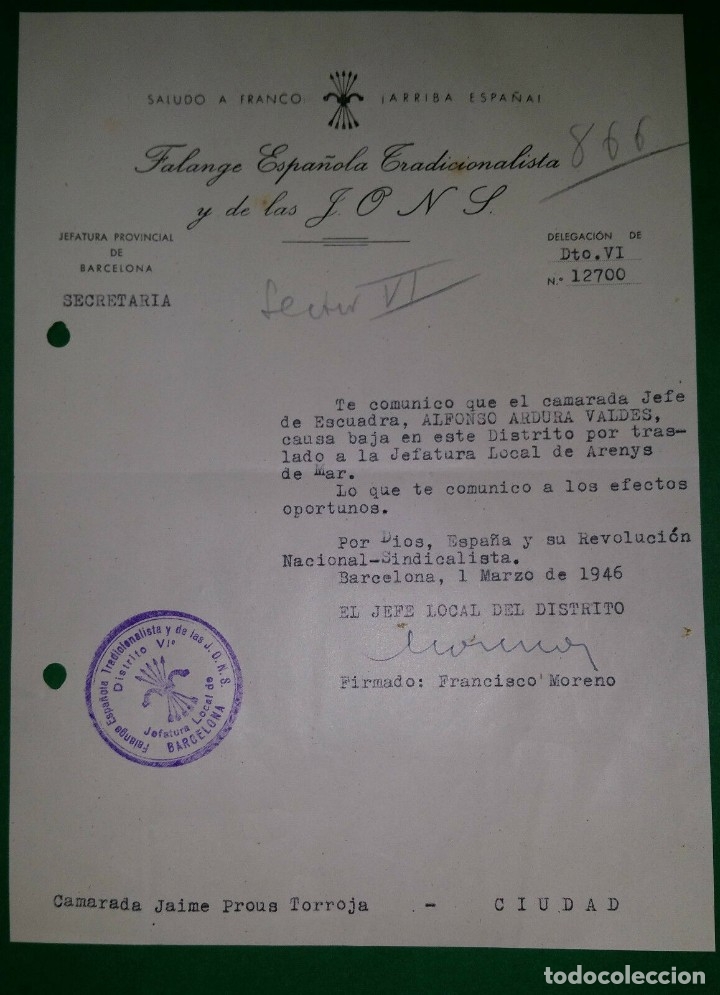 SALUDO A FRANCO ¡ARRIBA ESPAÑA!
Falange Española Tradicionalista
y de las J. O N S.
866
JEFATURA PROVINCIAL
DE
BARCELONA
SECRETARIA
DELEGACIÓN DE
Dto.VI
N.º 12700
Sector VI
Te comunico que el camarada Jefe
de Escuadra, ALFONSO ARDURA VALDES,
causa baja en este Distrito por tras-
lado a la Jefatura Local de Arenys
de Mar.
Lo que te comunico a los efectos
oportunos.
Por Dios, España y su Revolución
Nacional-Sindicalista.
Barcelona, 1 Marzo de 1946
EL JEFE LOCAL DEL DISTRITO
Moreno
Firmado: Francisco Moreno
Falange Española Tradicionalista y de las J.O.N.S.
Distrito VIº
Jefatura Local de
BARCELONA
Camarada Jaime Prous Torroja - CIUDAD
todocoleccion